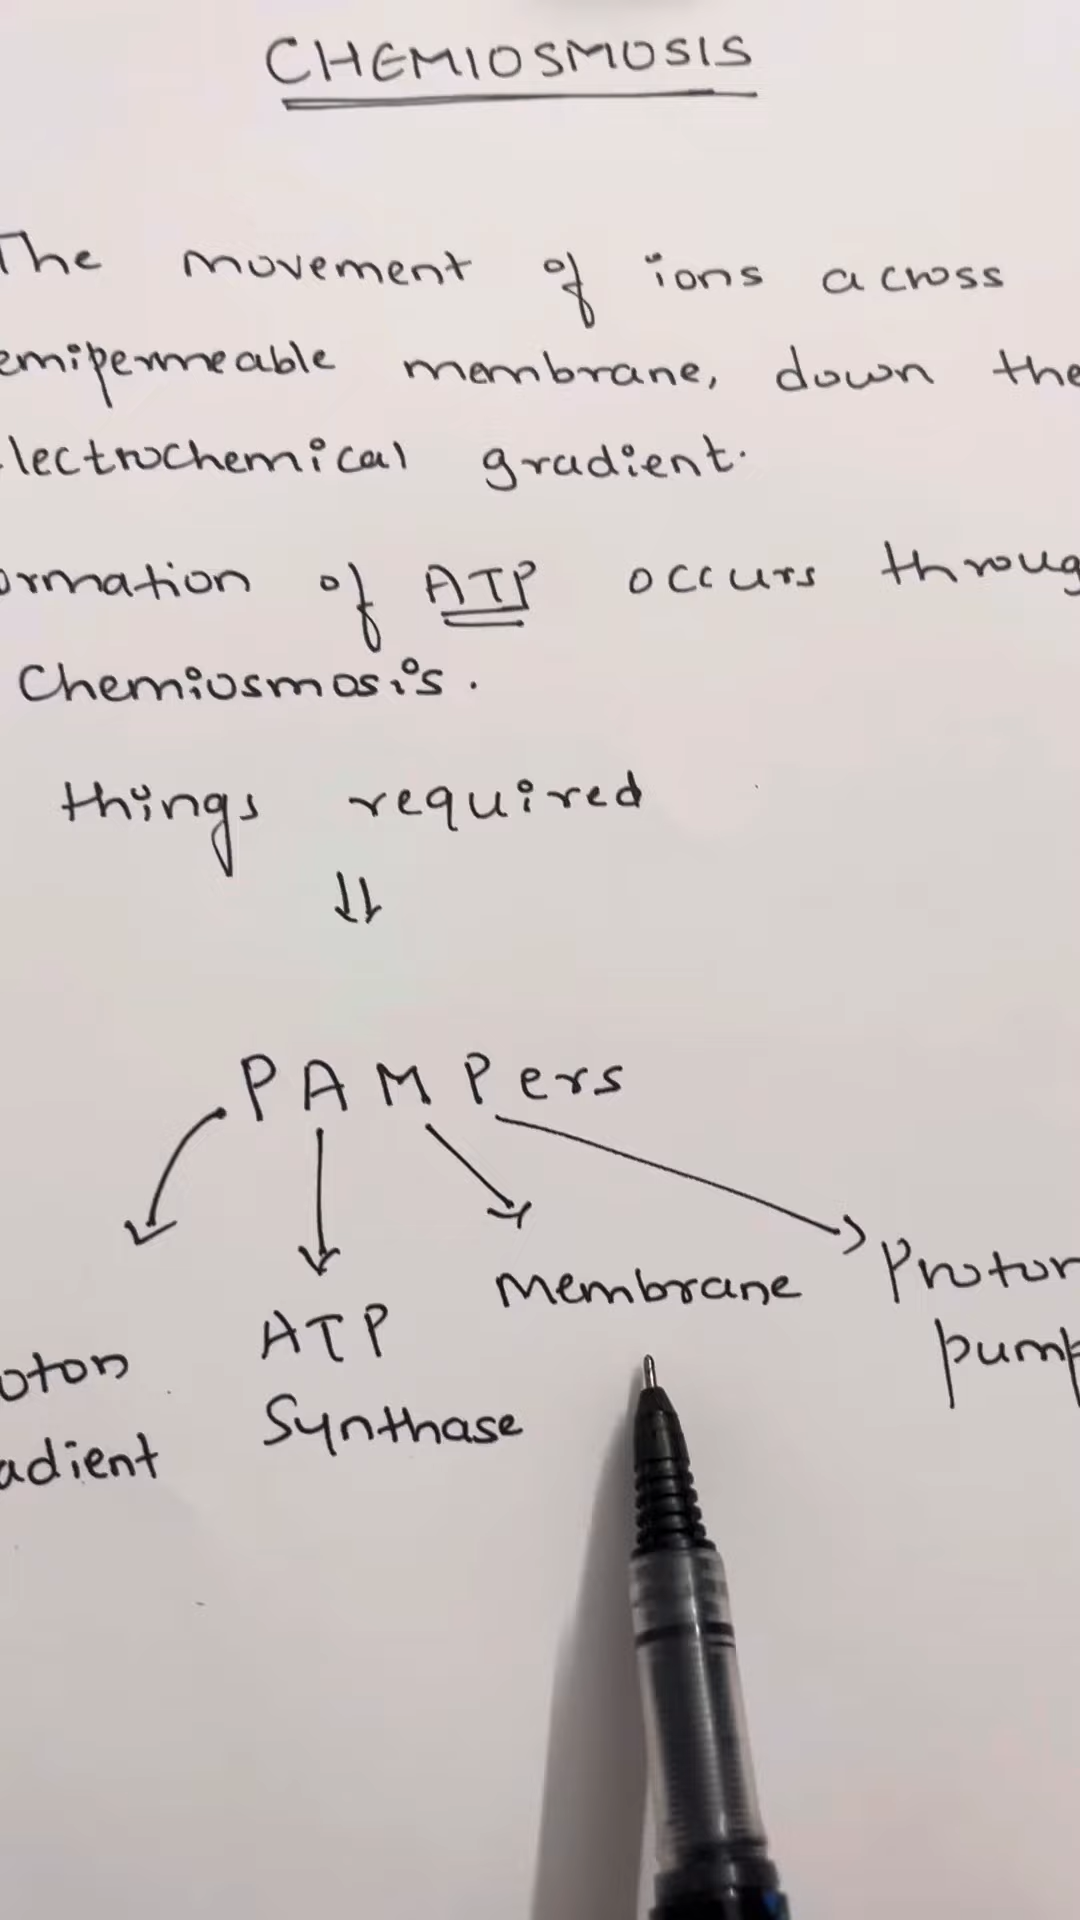 CHEMIOSMOSIS
The movement of ions across
emipermeable membrane, down the
lectrochemical gradient.
ormation of ATP occurs throug
Chemiosmosis.
things required
PAMPers
oton
adient
ATP
Synthase
Membrane
Proton
pump